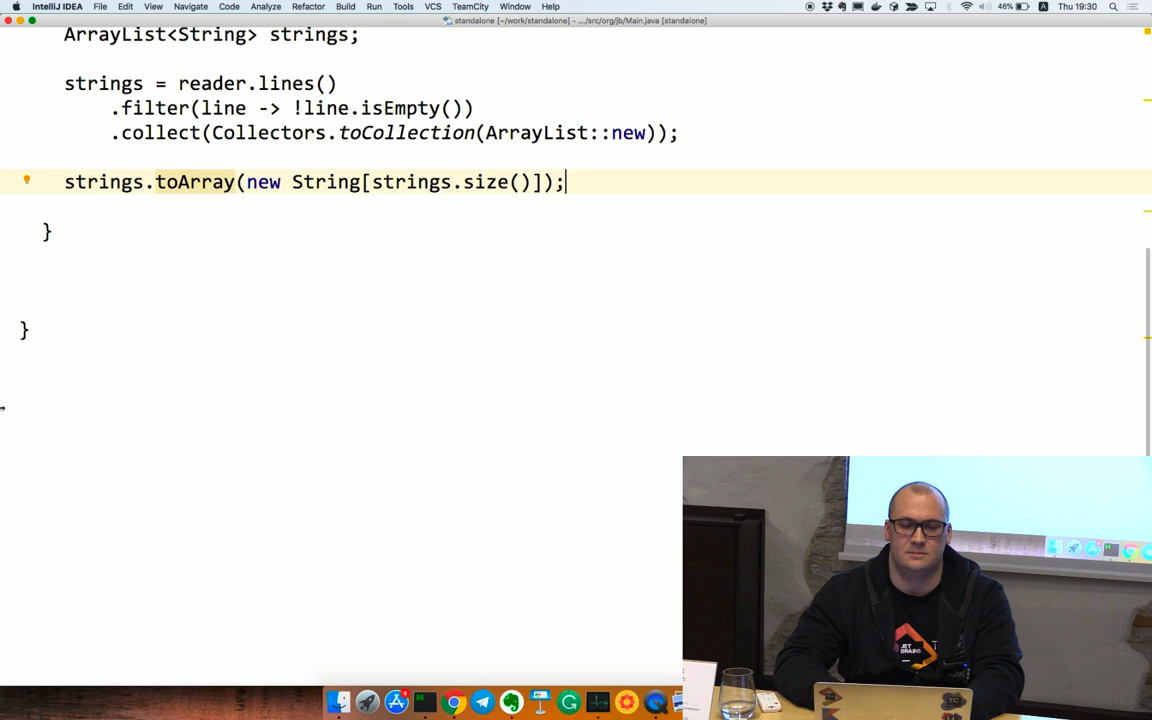 IntelliJ IDEA File Edit View Navigate Code Analyze Refactor Build Run Tools VCS TeamCity Window Help 46% Thu 19:30
standalone [~/work/standalone] - .../src/org/jb/Main.java [standalone]
ArrayList<String> strings;
strings = reader.lines()
.filter(line -> !line.isEmpty())
.collect(Collectors.toCollection(ArrayList::new));
strings.toArray(new String[strings.size()]);
}
}
JET
BRAINS